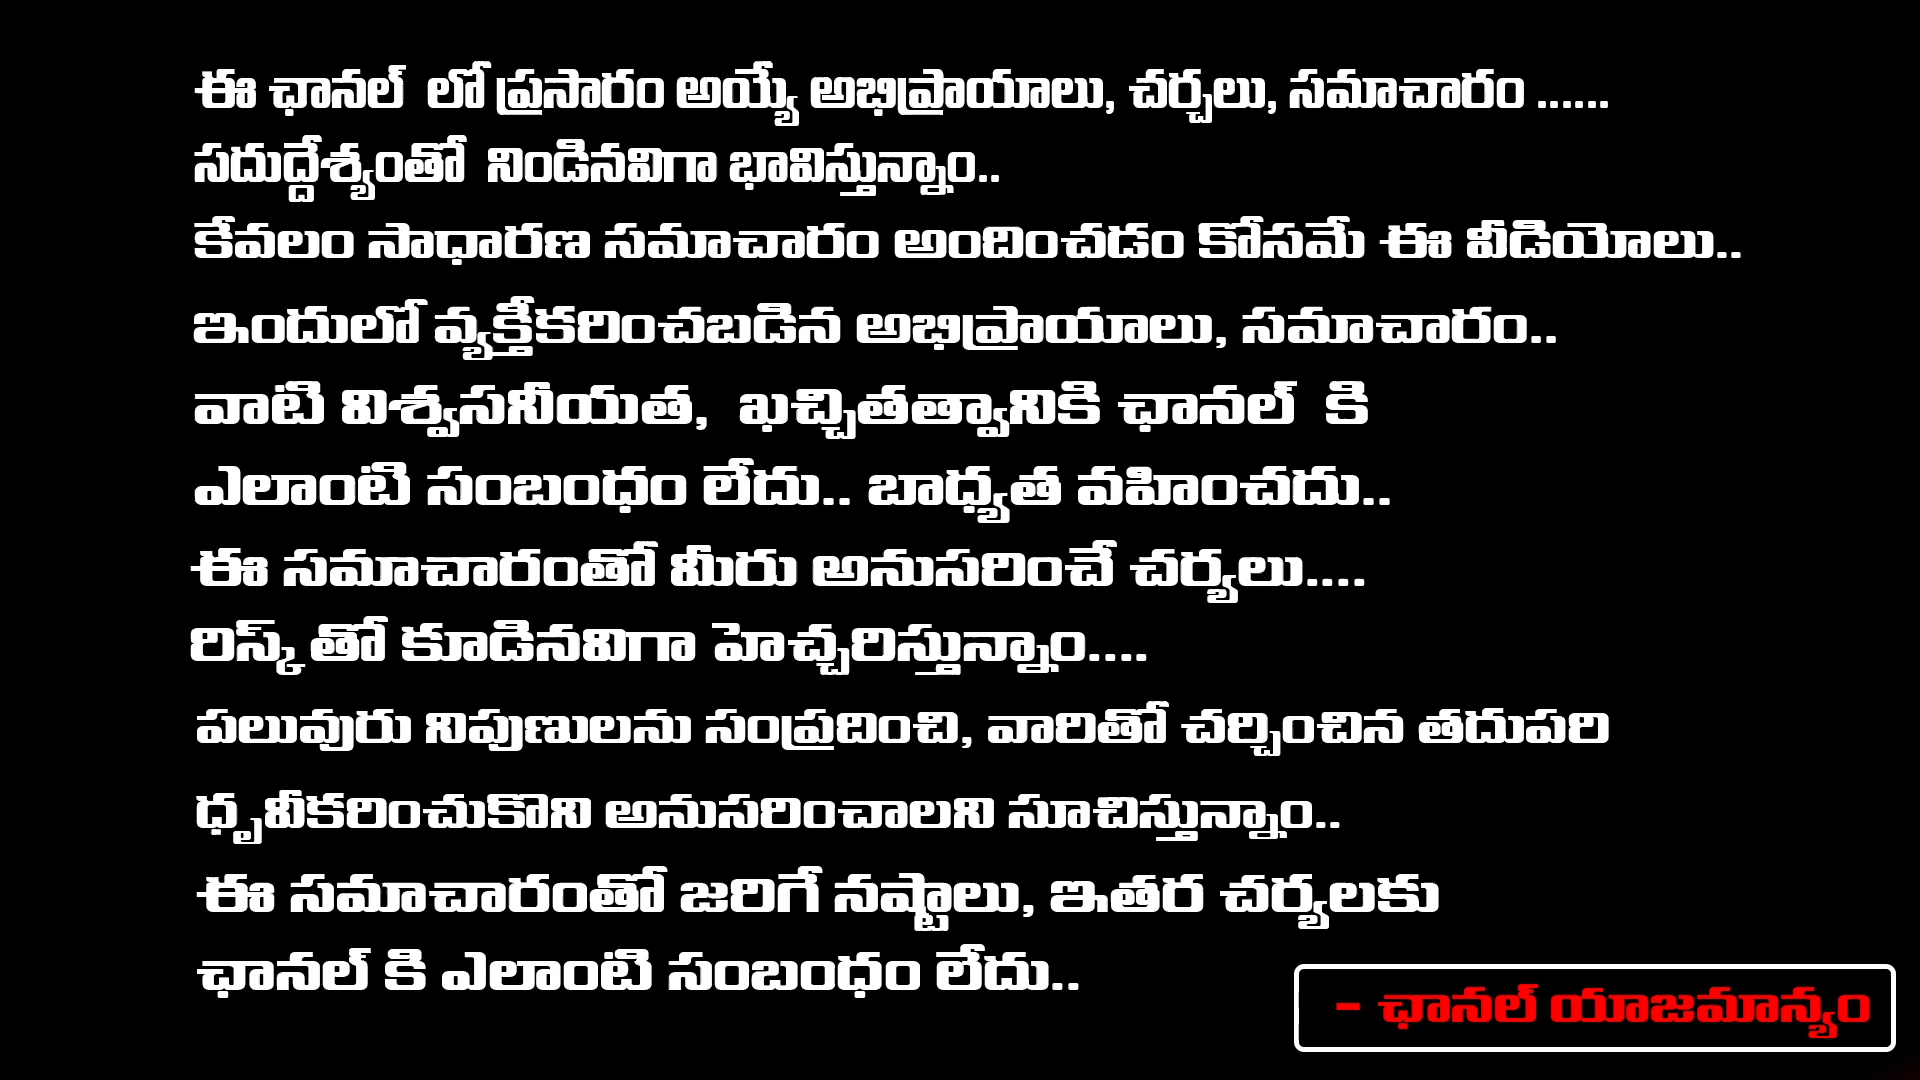 ఈ ఛానల్ లో ప్రసారం అయ్యే అభిప్రాయాలు, చర్చలు, సమాచారం ......
సదుద్దేశ్యంతో నిండినవిగా భావిస్తున్నాం..
కేవలం సాధారణ సమాచారం అందించడం కోసమే ఈ వీడియోలు..
ఇందులో వ్యక్తీకరించబడిన అభిప్రాయాలు, సమాచారం..
వాటి విశ్వసనీయత, ఖచ్చితత్వానికి ఛానల్ కి
ఎలాంటి సంబంధం లేదు.. బాధ్యత వహించదు..
ఈ సమాచారంతో మీరు అనుసరించే చర్యలు....
రిస్క్ తో కూడినవిగా హెచ్చరిస్తున్నాం....
పలువురు నిపుణులను సంప్రదించి, వారితో చర్చించిన తదుపరి
ధృవీకరించుకొని అనుసరించాలని సూచిస్తున్నాం..
ఈ సమాచారంతో జరిగే నష్టాలు, ఇతర చర్యలకు
ఛానల్ కి ఎలాంటి సంబంధం లేదు..
- ఛానల్ యాజమాన్యం